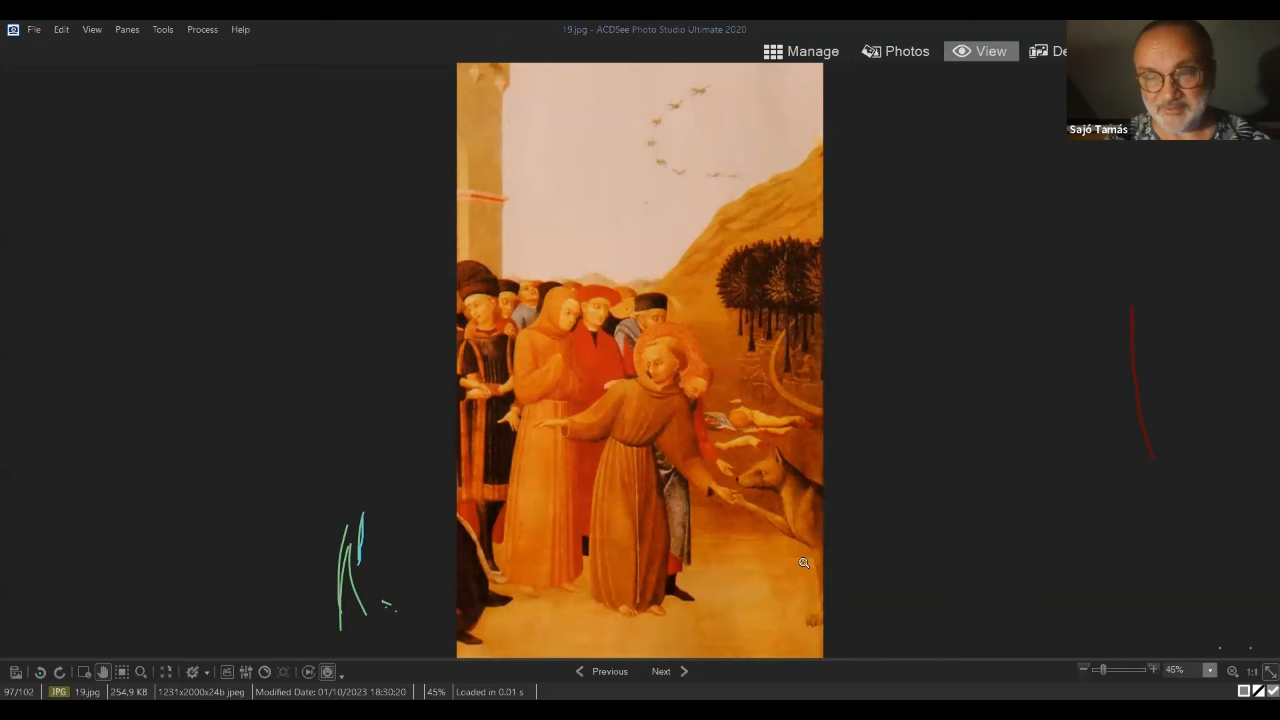 File Edit View Panes Tools Process Help
19.jpg - ACDSee Photo Studio Ultimate 2020
Manage Photos View De
Sajó Tamás
Previous Next
45%
1:1
97/102 JPG 19.jpg 254,9 KB 1231x2000x24b jpeg Modified Date: 01/10/2023 18:30:20 45% Loaded in 0.01 s